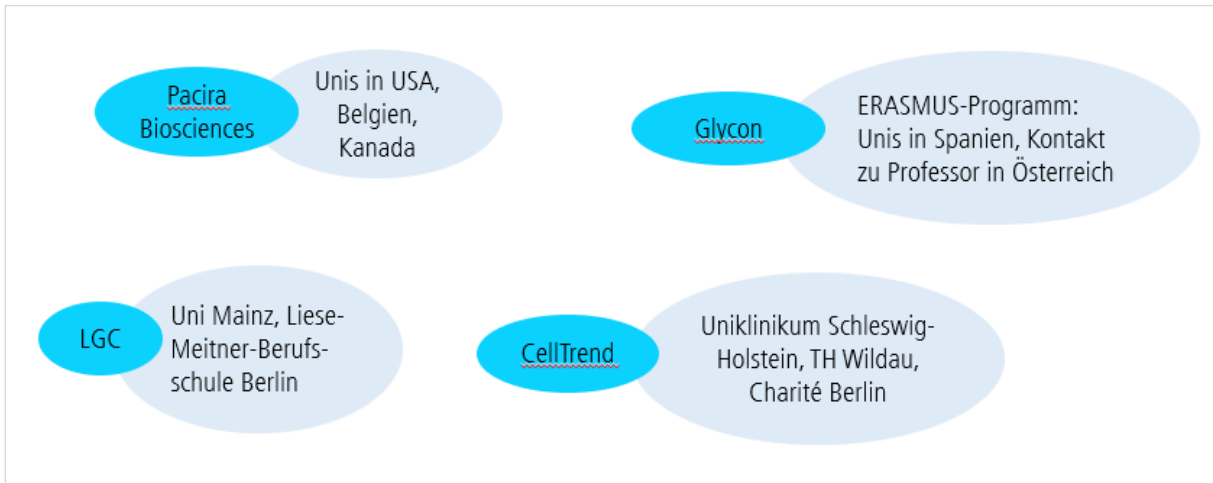 Pacira
Biosciences
Unis in USA,
Belgien,
Kanada
Glycon
ERASMUS-Programm:
Unis in Spanien, Kontakt
zu Professor in Österreich
LGC
Uni Mainz, Liese-
Meitner-Berufs-
schule Berlin
CellTrend
Uniklinikum Schleswig-
Holstein, TH Wildau,
Charité Berlin